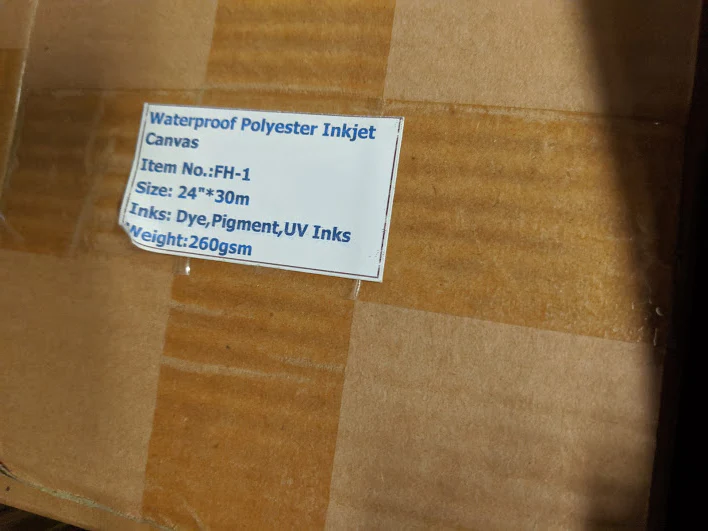 Waterproof Polyester Inkjet
Canvas
Item No.:FH-1
Size: 24"*30m
Inks: Dye,Pigment,UV Inks
Weight:260gsm